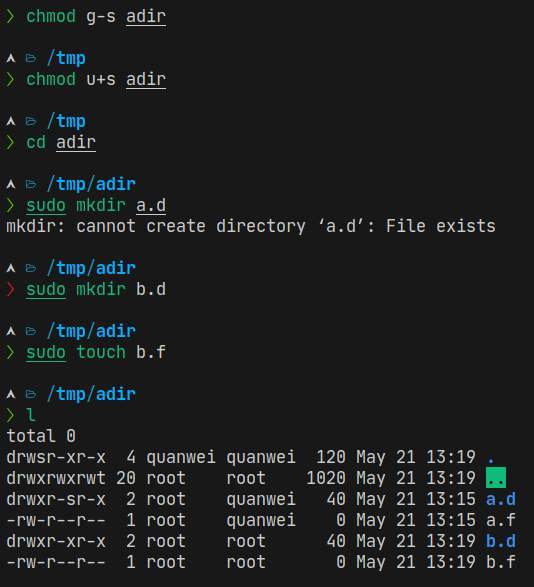 > chmod g-s adir
/tmp
> chmod u+s adir
/tmp
> cd adir
/tmp/adir
> sudo mkdir a.d
mkdir: cannot create directory ‘a.d’: File exists
/tmp/adir
> sudo mkdir b.d
/tmp/adir
> sudo touch b.f
/tmp/adir
> l
total 0
drwsr-xr-x  4 quanwei quanwei  120 May 21 13:19 .
drwxrwxrwt 20 root    root    1020 May 21 13:19 ..
drwxr-sr-x  2 root    quanwei   40 May 21 13:15 a.d
-rw-r--r--  1 root    quanwei    0 May 21 13:15 a.f
drwxr-xr-x  2 root    root      40 May 21 13:19 b.d
-rw-r--r--  1 root    root       0 May 21 13:19 b.f